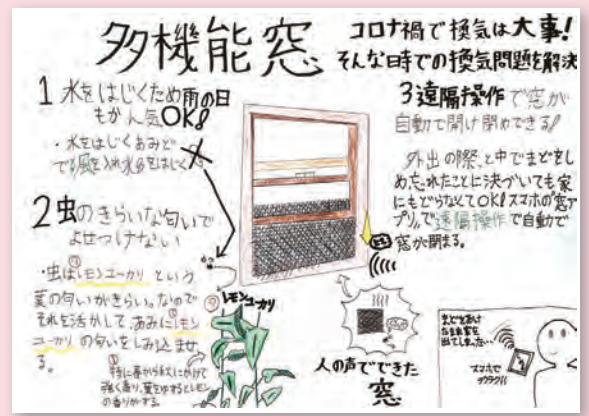 多機能窓
コロナ禍で換気は大事!
そんな時での換気問題を解決
1 水をはじくため雨の日
もかん気OK!
・水をはじくあみど
で風を入れ水分をはじく
2 虫のきらいな匂いで
よせつけない
・虫はレモンユーカリという
葉の匂いがきらい。なので
それを活かして、あみにレモン
ユーカリの匂いをしみ込ませ
る。
特に春から秋にかけて
強く香り、葉をゆするとレモン
の香りがする。
レモンユーカリ
3 遠隔操作で窓が
自動で開け閉めできる!
外出の際、と中でまどをし
め忘れたことに決づいても家
にもどらなくてOK!スマホの"窓ア
プリ"で遠隔操作で自動で
窓が閉まる。
人の声でできた
窓
まどをあけ
たまま家を
出てしまった…
スマホで
ラクラク!!